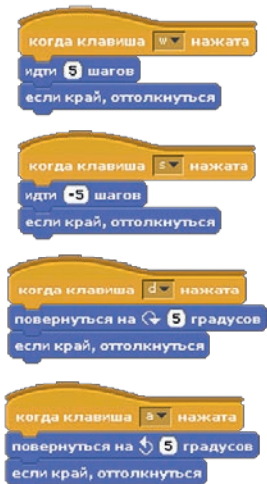 когда клавиша w нажата
идти 5 шагов
если край, оттолкнуться
когда клавиша s нажата
идти -5 шагов
если край, оттолкнуться
когда клавиша d нажата
повернуться на 5 градусов
если край, оттолкнуться
когда клавиша a нажата
повернуться на 5 градусов
если край, оттолкнуться